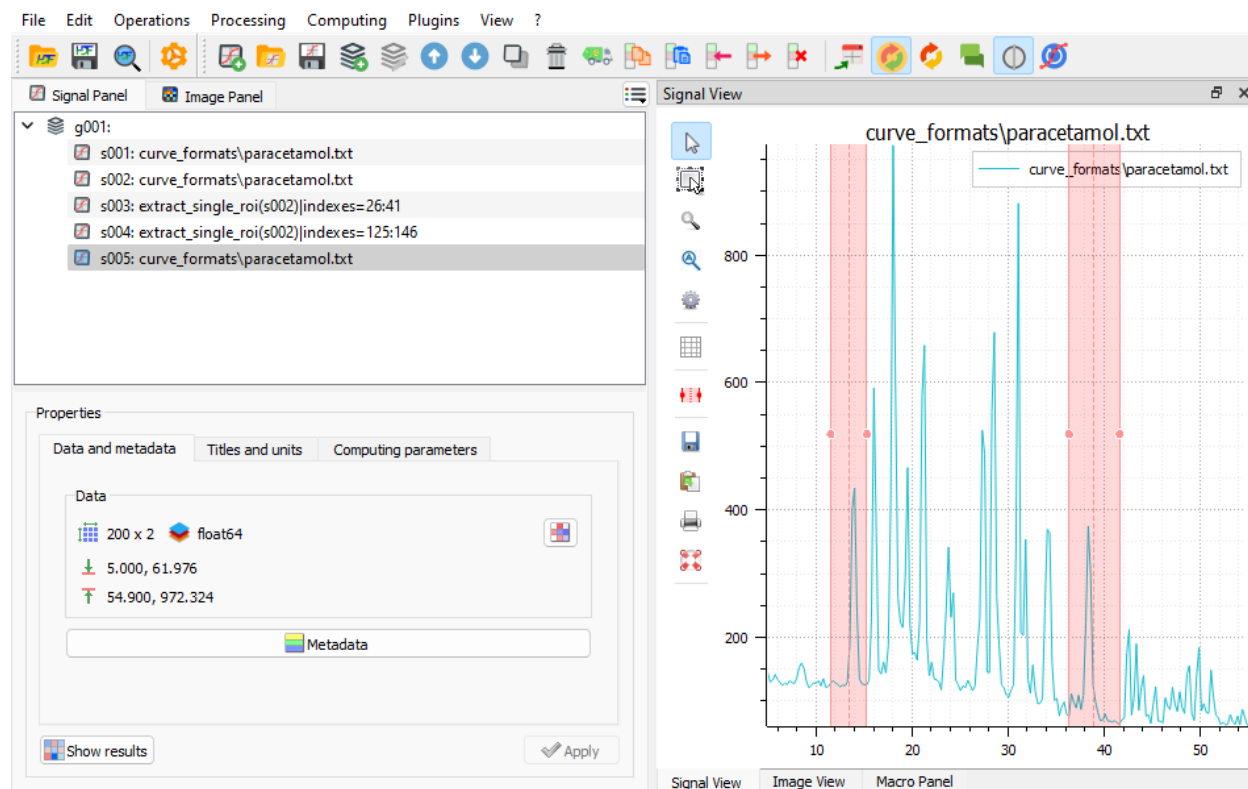 File Edit Operations Processing Computing Plugins View ?
Signal Panel Image Panel
g001:
s001: curve_formats\paracetamol.txt
s002: curve_formats\paracetamol.txt
s003: extract_single_roi(s002)|indexes=26:41
s004: extract_single_roi(s002)|indexes=125:146
s005: curve_formats\paracetamol.txt
Properties
Data and metadata Titles and units Computing parameters
Data
200 x 2 float64
5.000, 61.976
54.900, 972.324
Metadata
Show results Apply
Signal View
curve_formats\paracetamol.txt
curve_formats\paracetamol.txt
800
600
400
200
10 20 30 40 50
Signal View Image View Macro Panel